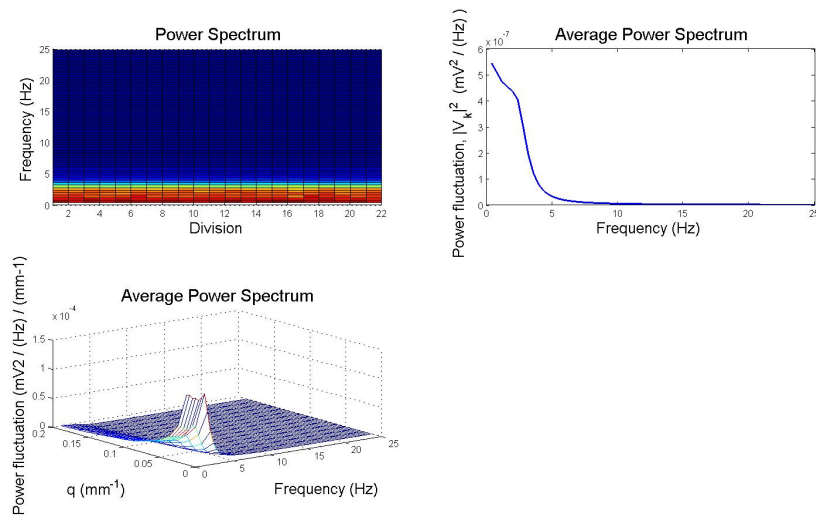 Power Spectrum
25
20
15
10
5
0
Frequency (Hz)
2 4 6 8 10 12 14 16 18 20 22
Division
Average Power Spectrum
x 10^-7
6
5
4
3
2
1
0
Power fluctuation, |V_k|^2 (mV^2 / (Hz) )
0 5 10 15 20 25
Frequency (Hz)
Average Power Spectrum
x 10^-4
1.5
1
0.5
0
Power fluctuation (mV2 / (Hz) / (mm-1)
0.2 0.15 0.1 0.05 0
q (mm^-1)
0 5 10 15 20 25
Frequency (Hz)